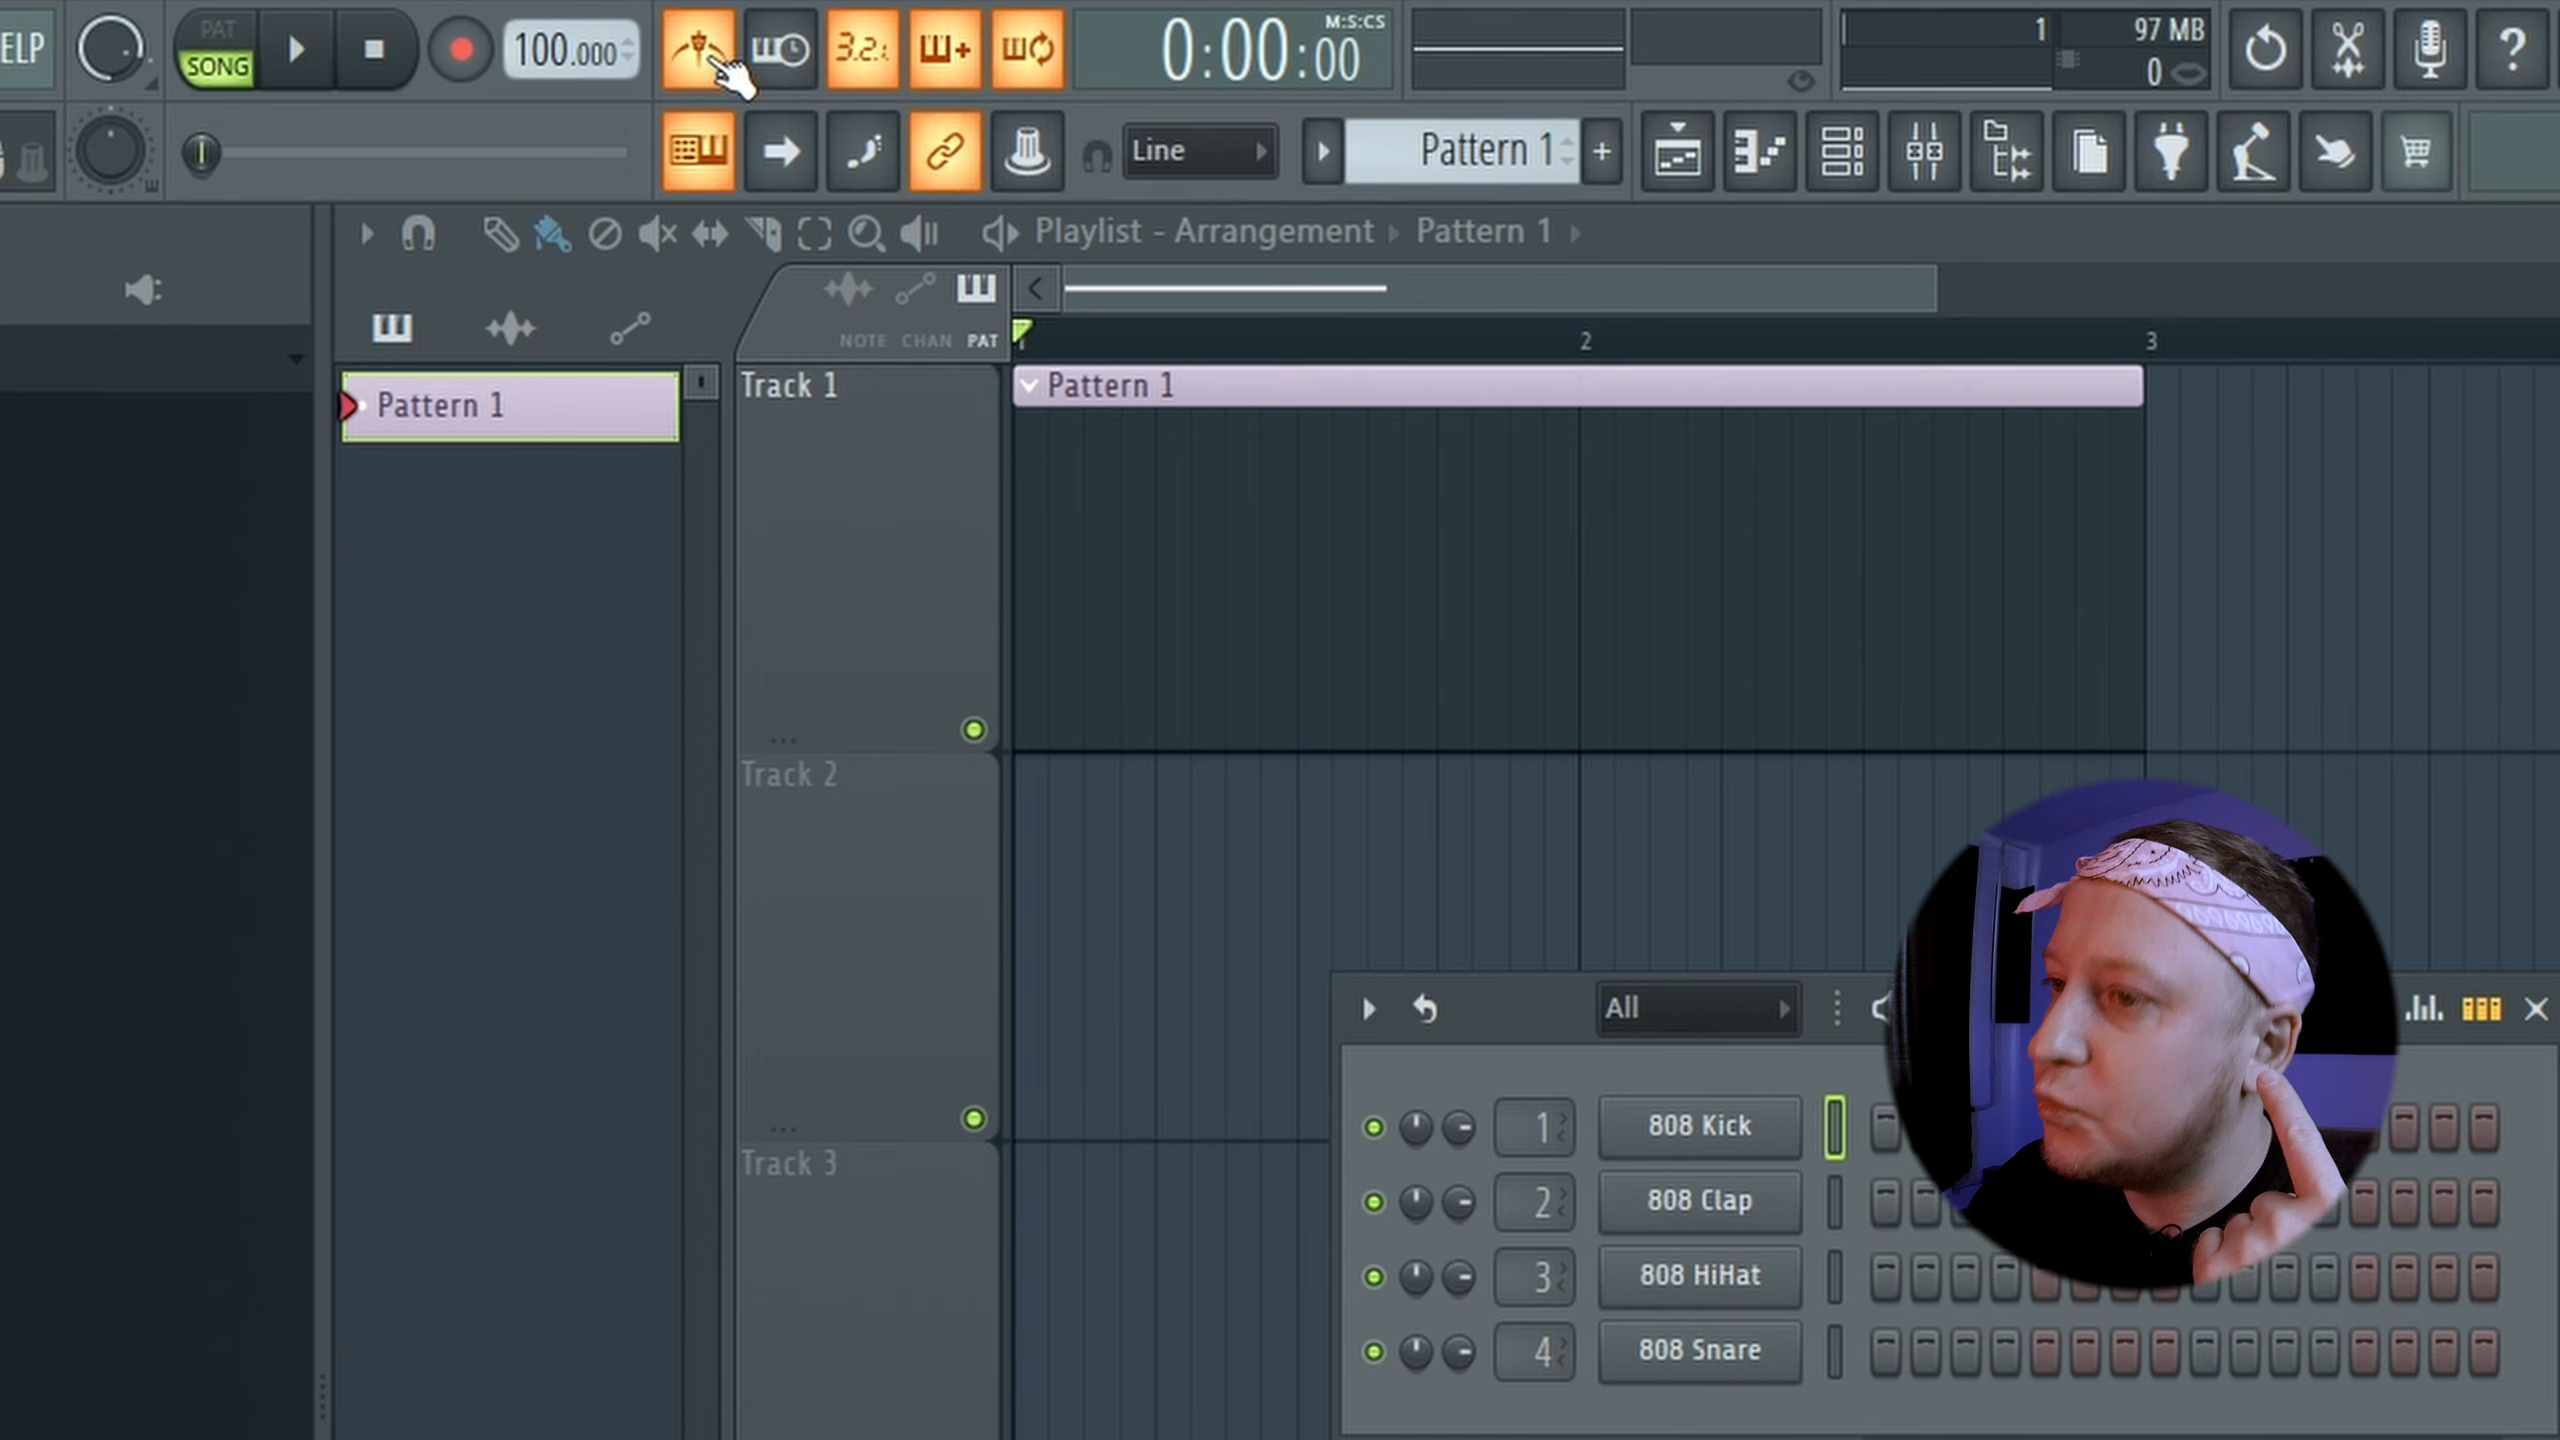 ELP
PAT
SONG
100.000
3.2.
0:00:00
M:S:CS
1
97 MB
0
?
Line
Pattern 1
+
Playlist - Arrangement
Pattern 1
NOTE CHAN PAT
1
2
3
Pattern 1
Track 1
Pattern 1
Track 2
Track 3
All
1
808 Kick
2
808 Clap
3
808 HiHat
4
808 Snare